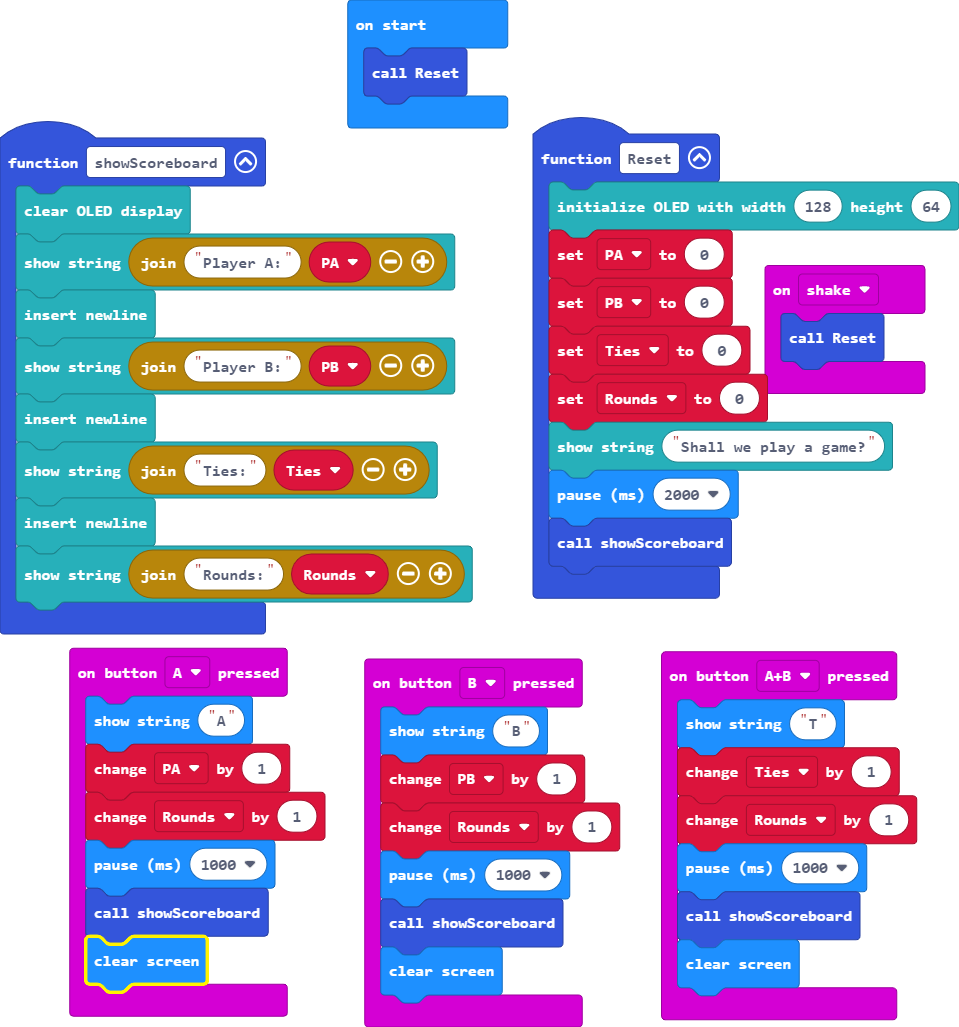 on start
call Reset
function showScoreboard
clear OLED display
show string join "Player A:" PA
insert newline
show string join "Player B: PB
insert newline
show string join "Ties:" Ties
insert newline
show string join "Rounds:" Rounds
function Reset
initialize OLED with width 128 height 64
set PA to 0
set PB to 0
set Ties to 0
set Rounds to 0
show string "Shall we play a game?"
pause (ms) 2000
call showScoreboard
on shake
call Reset
on button A pressed
show string "A"
change PA by 1
change Rounds by 1
pause (ms) 1000
call showScoreboard
clear screen
on button B pressed
show string "B"
change PB by 1
change Rounds by 1
pause (ms) 1000
call showScoreboard
clear screen
on button A+B pressed
show string "T"
change Ties by 1
change Rounds by 1
pause (ms) 1000
call showScoreboard
clear screen